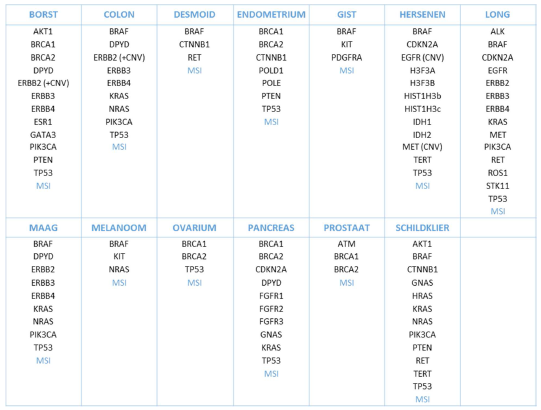 BORST
AKT1
BRCA1
BRCA2
DPYD
ERBB2 (+CNV)
ERBB3
ERBB4
ESR1
GATA3
PIK3CA
PTEN
TP53
MSI
COLON
BRAF
DPYD
ERBB2 (+CNV)
ERBB3
ERBB4
KRAS
NRAS
PIK3CA
TP53
MSI
DESMOID
BRAF
CTNNB1
RET
MSI
ENDOMETRIUM
BRCA1
BRCA2
CTNNB1
POLD1
POLE
PTEN
TP53
MSI
GIST
BRAF
KIT
PDGFRA
MSI
HERSENEN
BRAF
CDKN2A
EGFR (CNV)
H3F3A
H3F3B
HIST1H3b
HIST1H3c
IDH1
IDH2
MET (CNV)
TERT
TP53
MSI
LONG
ALK
BRAF
CDKN2A
EGFR
ERBB2
ERBB3
ERBB4
KRAS
MET
PIK3CA
RET
ROS1
STK11
TP53
MSI
MAAG
BRAF
DPYD
ERBB2
ERBB3
ERBB4
KRAS
NRAS
PIK3CA
TP53
MSI
MELANOOM
BRAF
KIT
NRAS
MSI
OVARIUM
BRCA1
BRCA2
TP53
MSI
PANCREAS
BRCA1
BRCA2
CDKN2A
DPYD
FGFR1
FGFR2
FGFR3
GNAS
KRAS
TP53
MSI
PROSTAAT
ATM
BRCA1
BRCA2
MSI
SCHILDKLIER
AKT1
BRAF
CTNNB1
GNAS
HRAS
KRAS
NRAS
PIK3CA
PTEN
RET
TERT
TP53
MSI